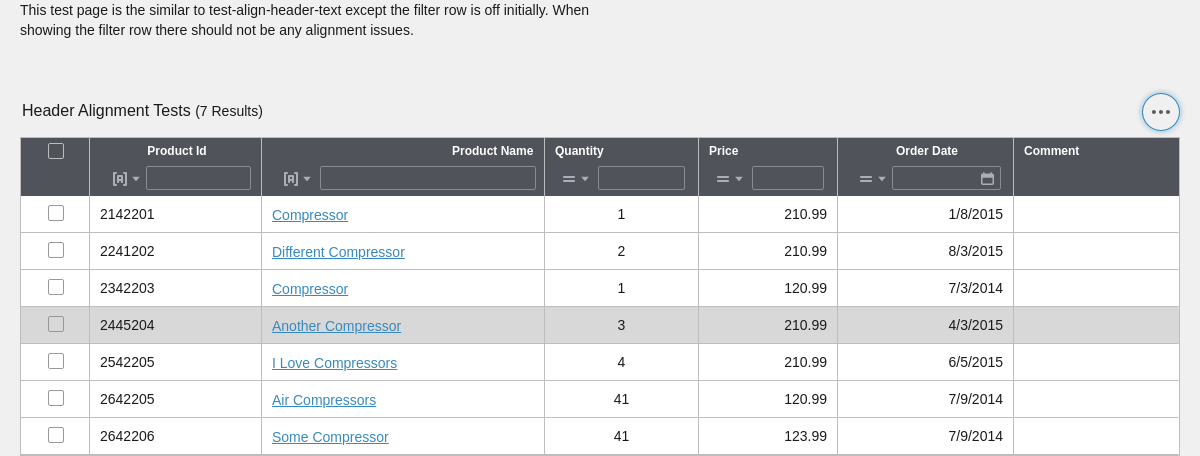 This test page is the similar to test-align-header-text except the filter row is off initially. When
showing the filter row there should not be any alignment issues.
Header Alignment Tests (7 Results)
Product Id Product Name Quantity Price Order Date Comment
2142201 Compressor 1 210.99 1/8/2015
2241202 Different Compressor 2 210.99 8/3/2015
2342203 Compressor 1 120.99 7/3/2014
2445204 Another Compressor 3 210.99 4/3/2015
2542205 I Love Compressors 4 210.99 6/5/2015
2642205 Air Compressors 41 120.99 7/9/2014
2642206 Some Compressor 41 123.99 7/9/2014